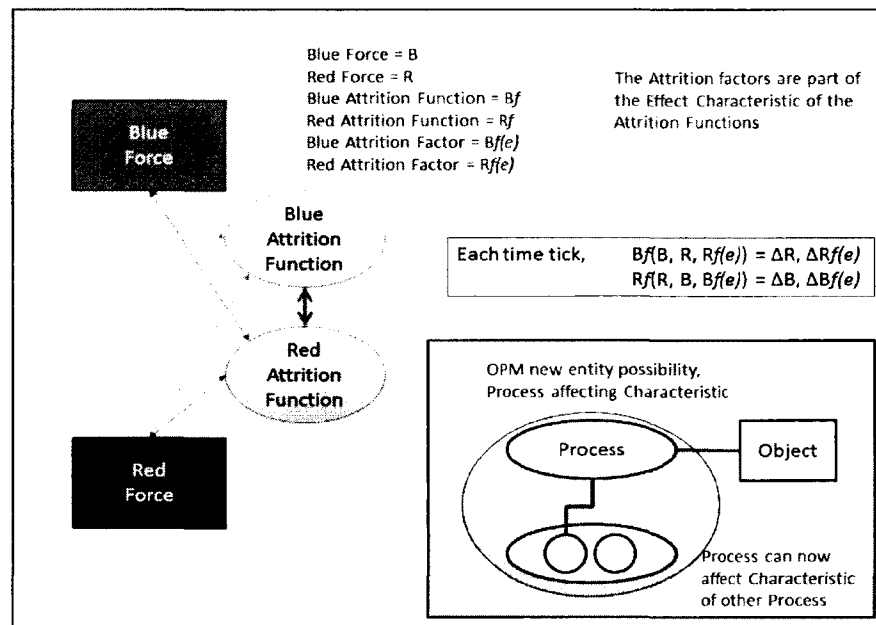 Blue Force = B
Red Force = R
Blue Attrition Function = Bf
Red Attrition Function = Rf
Blue Attrition Factor = Bf(e)
Red Attrition Factor = Rf(e)
The Attrition factors are part of
the Effect Characteristic of the
Attrition Functions
Blue
Force
Blue
Attrition
Function
Each time tick, Bf(B, R, Rf(e)) = ΔR, ΔRf(e)
Rf(R, B, Bf(e)) = ΔB, ΔBf(e)
Red
Attrition
Function
Red
Force
OPM new entity possibility,
Process affecting Characteristic
Process
Object
Process can now
affect Characteristic
of other Process